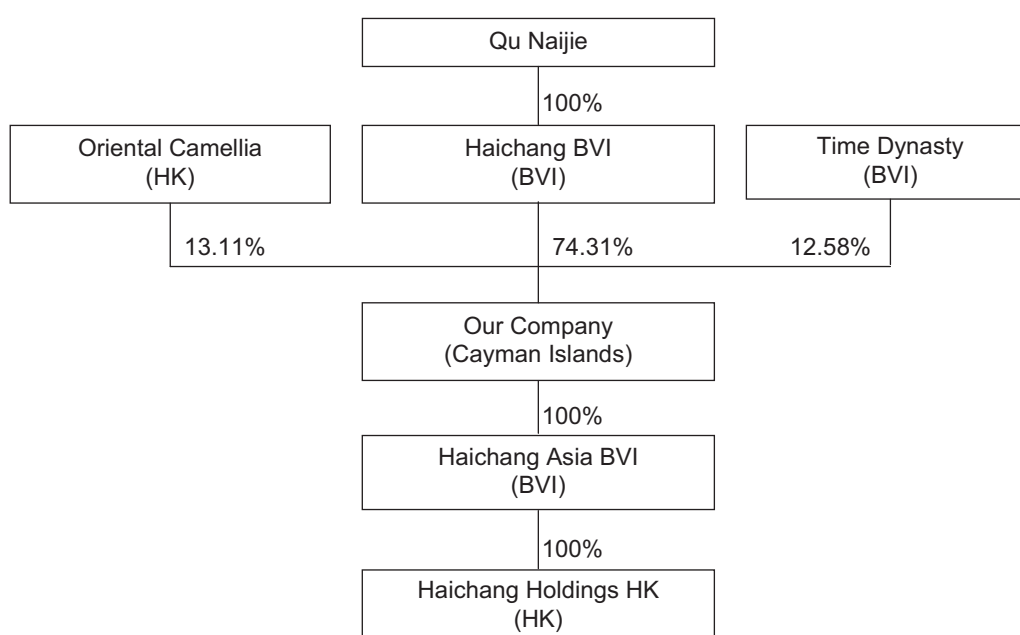 Qu Naijie
100%
Oriental Camellia
(HK)
Haichang BVI
(BVI)
Time Dynasty
(BVI)
13.11%
74.31%
12.58%
Our Company
(Cayman Islands)
100%
Haichang Asia BVI
(BVI)
100%
Haichang Holdings HK
(HK)